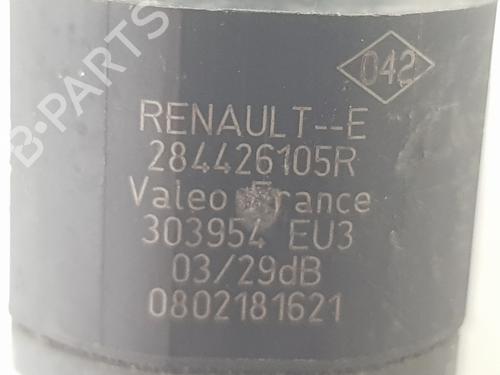 B-PARTS
042
RENAULT--E
284426105R
Valeo France
303954 EU3
03/29dB
0802181621